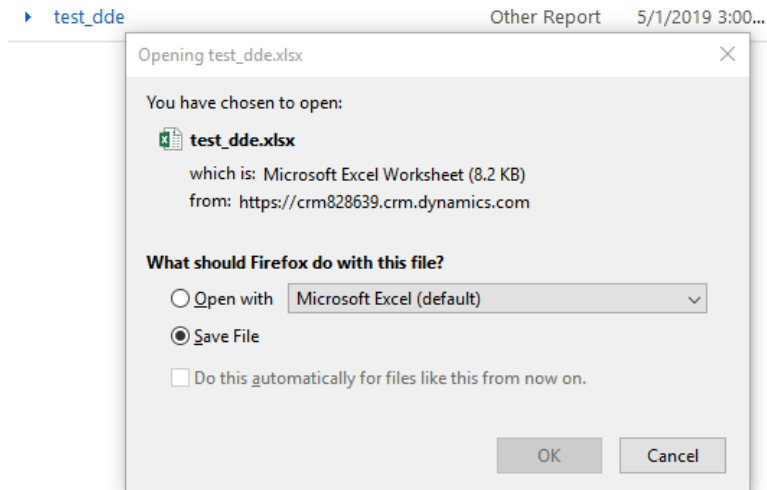 test_dde Other Report 5/1/2019 3:00...
Opening test_dde.xlsx
You have chosen to open:
test_dde.xlsx
which is: Microsoft Excel Worksheet (8.2 KB)
from: https://crm828639.crm.dynamics.com
What should Firefox do with this file?
Open with Microsoft Excel (default)
Save File
Do this automatically for files like this from now on.
OK Cancel